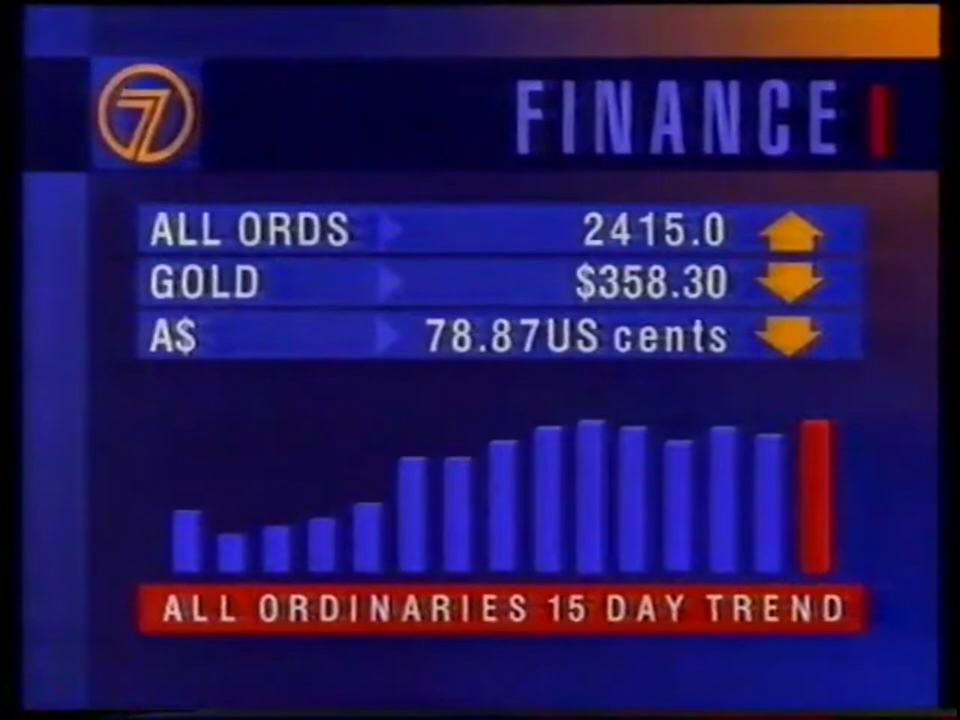 7
FINANCE
ALL ORDS 2415.0
GOLD $358.30
A$ 78.87US cents
ALL ORDINARIES 15 DAY TREND